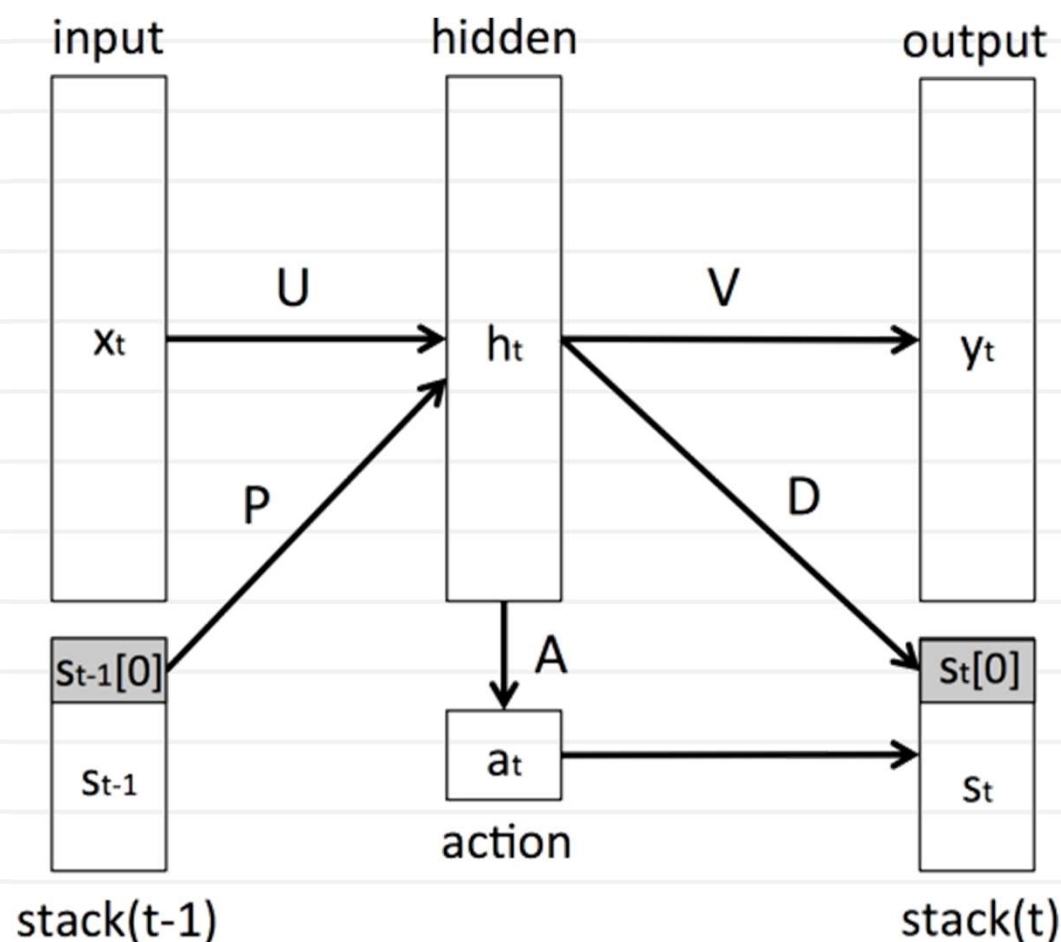 input
hidden
output
U
V
xt
ht
yt
P
D
st-1[0]
A
st[0]
st-1
at
st
action
stack(t-1)
stack(t)